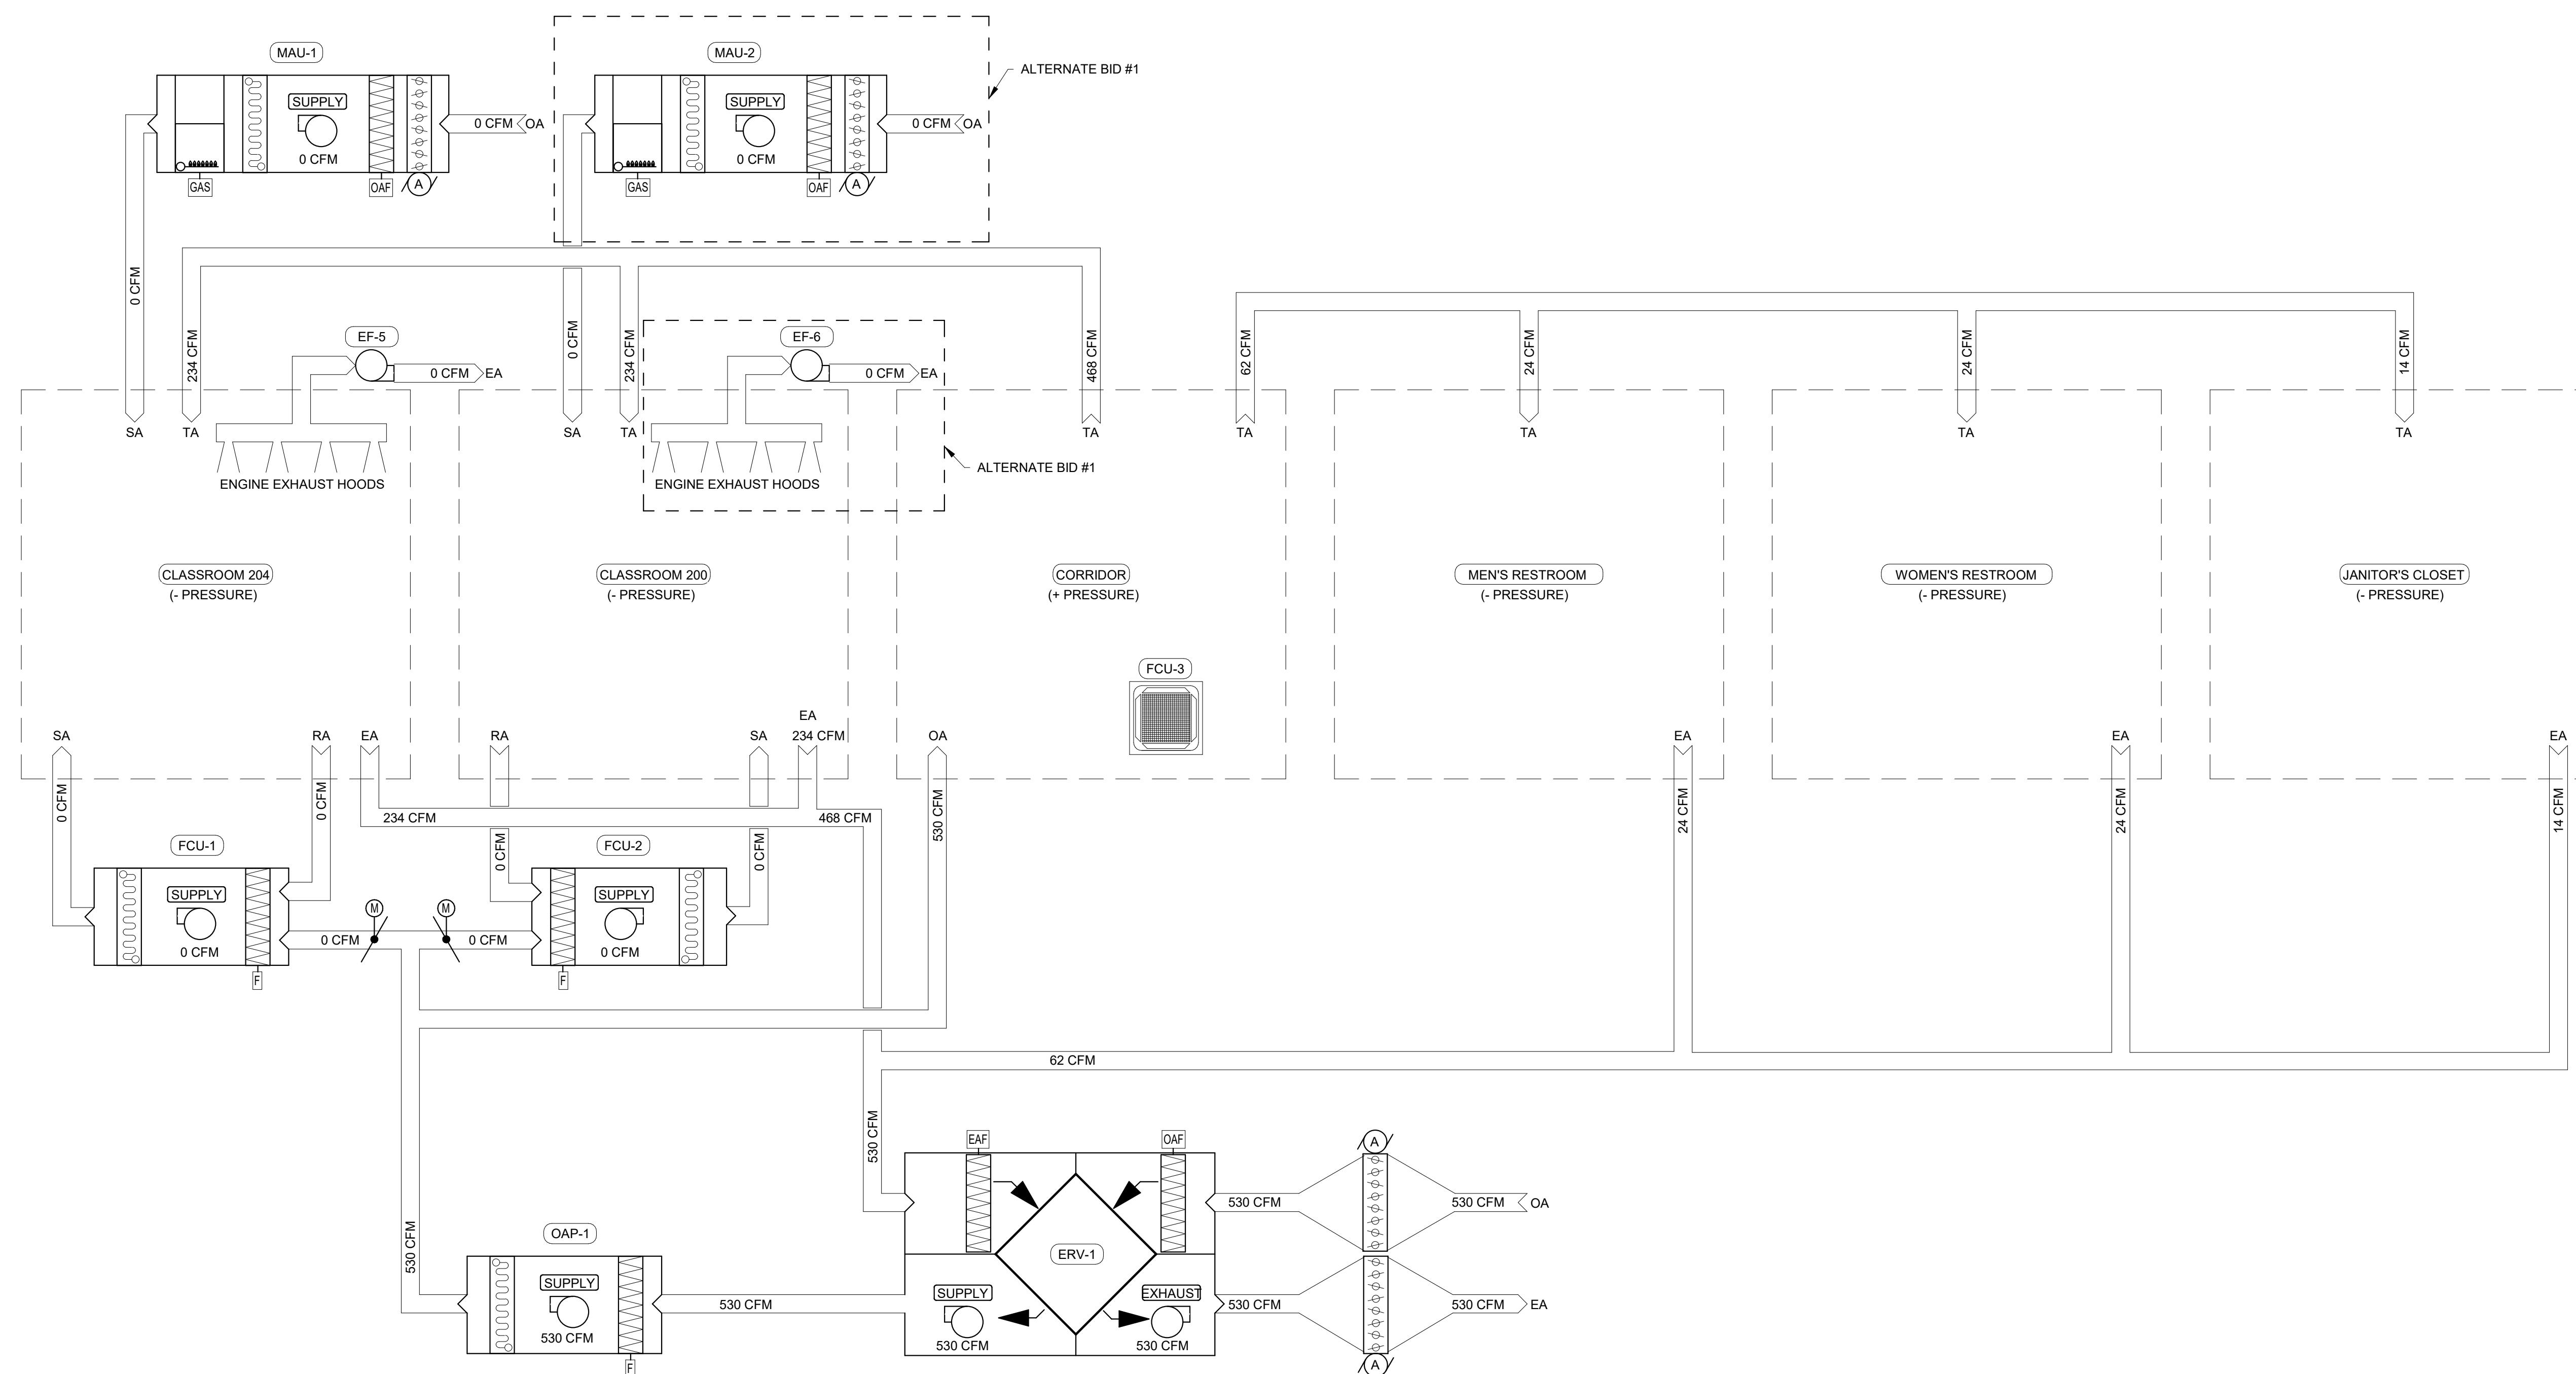 MAU-1
MAU-2
ALTERNATE BID #1
SUPPLY
0 CFM
0 CFM
OA
GAS
OAF
A
SUPPLY
0 CFM
0 CFM
OA
GAS
OAF
A
0 CFM
234 CFM
EF-5
0 CFM
EA
0 CFM
234 CFM
EF-6
0 CFM
EA
468 CFM
62 CFM
24 CFM
24 CFM
14 CFM
SA
TA
SA
TA
TA
TA
TA
TA
TA
ENGINE EXHAUST HOODS
ENGINE EXHAUST HOODS
ALTERNATE BID #1
CLASSROOM 204
(- PRESSURE)
CLASSROOM 200
(- PRESSURE)
CORRIDOR
(+ PRESSURE)
MEN'S RESTROOM
(- PRESSURE)
WOMEN'S RESTROOM
(- PRESSURE)
JANITOR'S CLOSET
(- PRESSURE)
FCU-3
SA
RA
EA
RA
SA
EA
234 CFM
OA
EA
EA
EA
0 CFM
0 CFM
234 CFM
468 CFM
530 CFM
24 CFM
24 CFM
14 CFM
FCU-1
0 CFM
FCU-2
0 CFM
SUPPLY
0 CFM
F
0 CFM
M
M
0 CFM
SUPPLY
0 CFM
F
62 CFM
530 CFM
EAF
OAF
A
530 CFM
530 CFM
OA
530 CFM
OAP-1
ERV-1
SUPPLY
530 CFM
F
530 CFM
SUPPLY
530 CFM
EXHAUST
530 CFM
530 CFM
530 CFM
EA
A